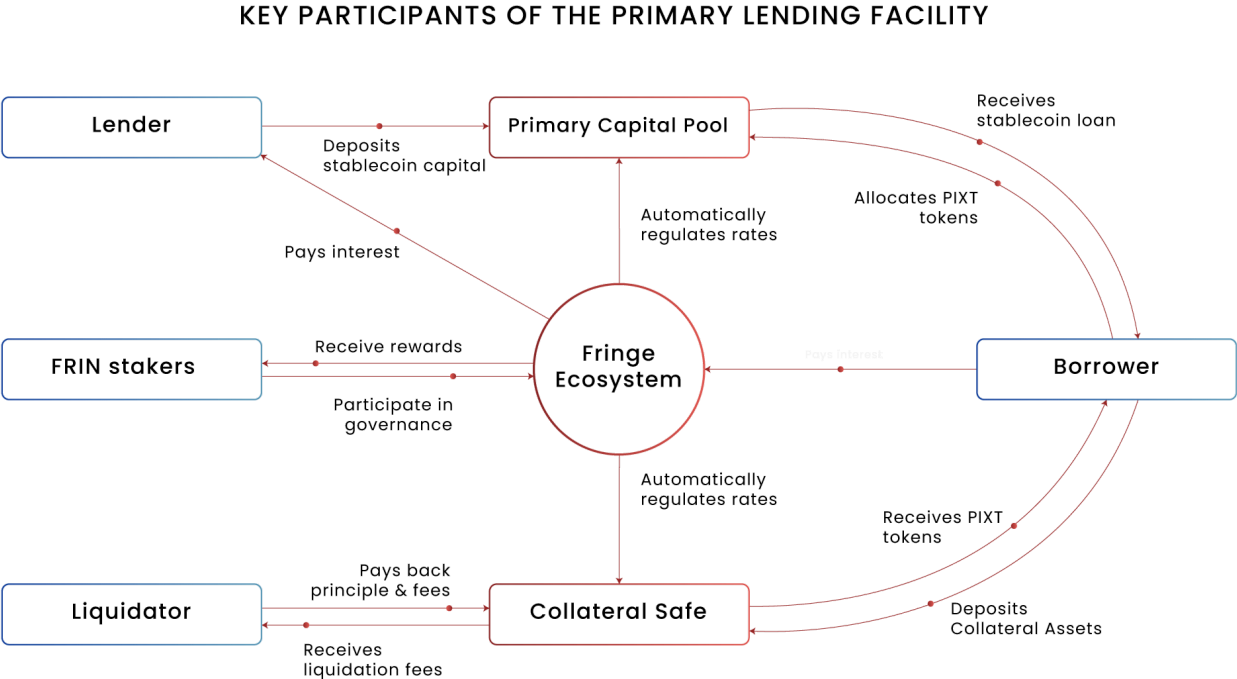 KEY PARTICIPANTS OF THE PRIMARY LENDING FACILITY
Lender
Deposits
stablecoin capital
Primary Capital Pool
Receives
stablecoin loan
Allocates PIXT
tokens
Pays interest
Automatically
regulates rates
FRIN stakers
Receive rewards
Participate in
governance
Fringe
Ecosystem
Pays interest
Borrower
Automatically
regulates rates
Receives PIXT
tokens
Liquidator
Pays back
principle & fees
Receives
liquidation fees
Collateral Safe
Deposits
Collateral Assets